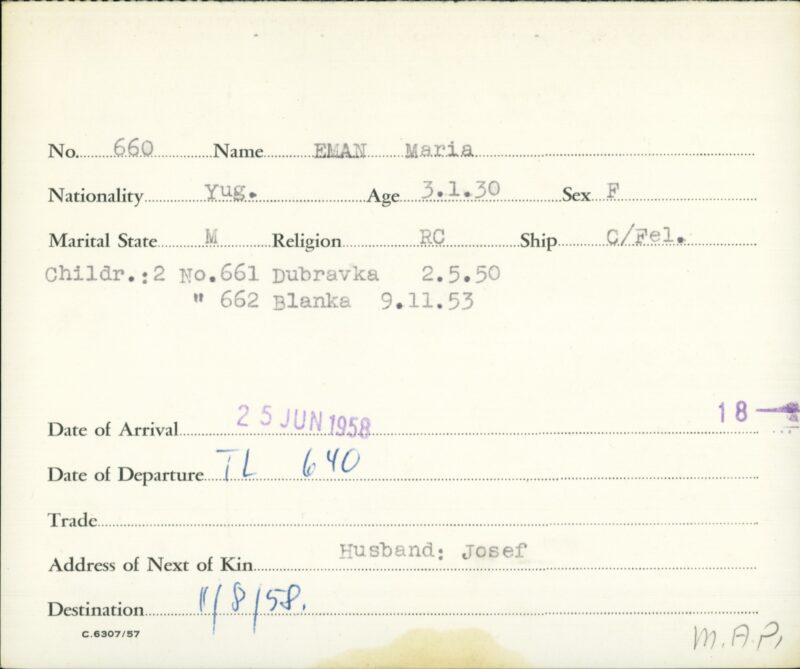 No. 660 Name EMAN Maria
Nationality Yug. Age 3.1.30 Sex F
Marital State M Religion RC Ship C/Fel.
Childr.:2 No.661 Dubravka 2.5.50
" 662 Blanka 9.11.53
Date of Arrival 25 JUN 1958 18
Date of Departure TL 640
Trade
Address of Next of Kin Husband: Josef
Destination 11/8/58.
C.6307/57
M.A.P.